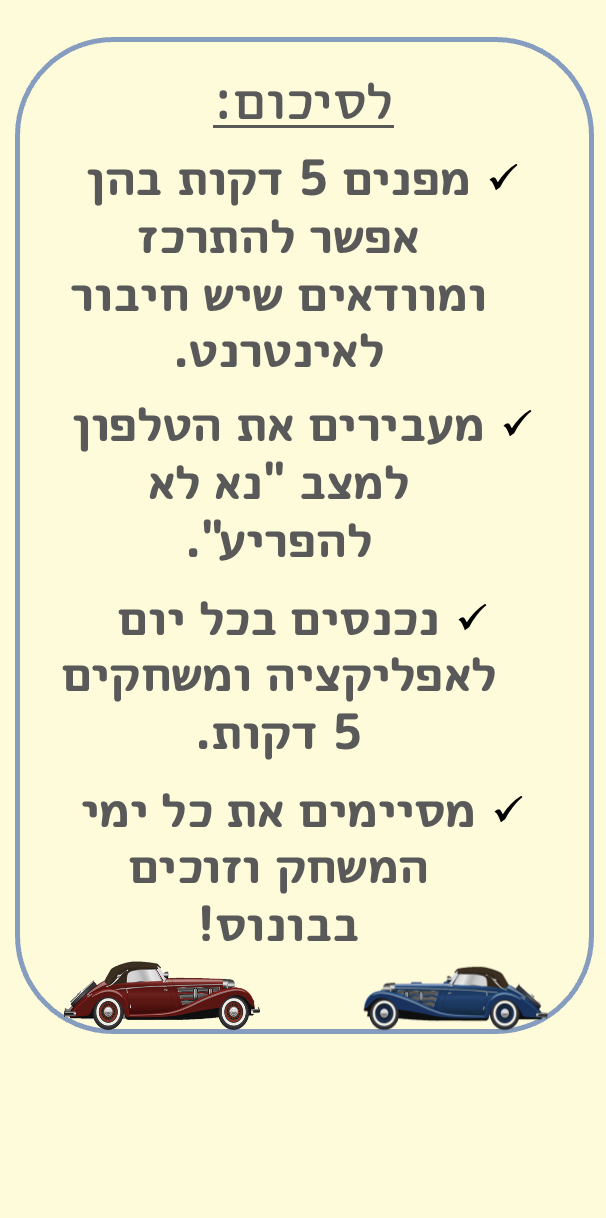 לסיכום:
✓ מפנים 5 דקות בהן
אפשר להתרכז
ומוודאים שיש חיבור
לאינטרנט.
✓ מעבירים את הטלפון
למצב "נא לא
להפריע".
✓ נכנסים בכל יום
לאפליקציה ומשחקים
5 דקות.
✓ מסיימים את כל ימי
המשחק וזוכים
בבונוס!